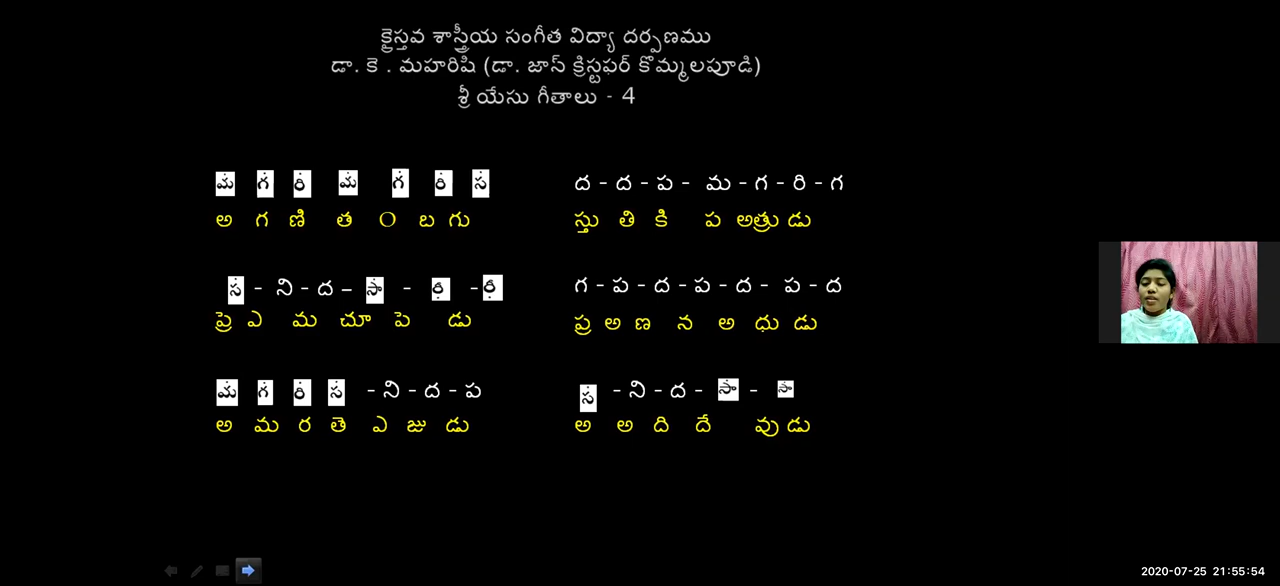 క్రైస్తవ శాస్త్రీయ సంగీత విద్యా దర్పణము
డా. కె . మహరిషి (డా. జాస్ క్రిస్టఫర్ కొమ్మలపూడి)
శ్రీ యేసు గీతాలు - 4
మ గ రి మ గ రి స ద - ద - ప - మ - గ - రి - గ
అ గ ణి త ం బ గు స్తు తి కి ప అత్రు డు
స - ని - ద – సా - రి - రి గ - ప - ద - ప - ద - ప - ద
ప్రె ఎ మ చూ పె డు ప్ర అ ణ న అ ధు డు
మ గ రి స - ని - ద - ప స - ని - ద - సా - సా
అ మ ర తె ఎ జు డు అ అ ది దే వు డు
2020-07-25 21:55:54